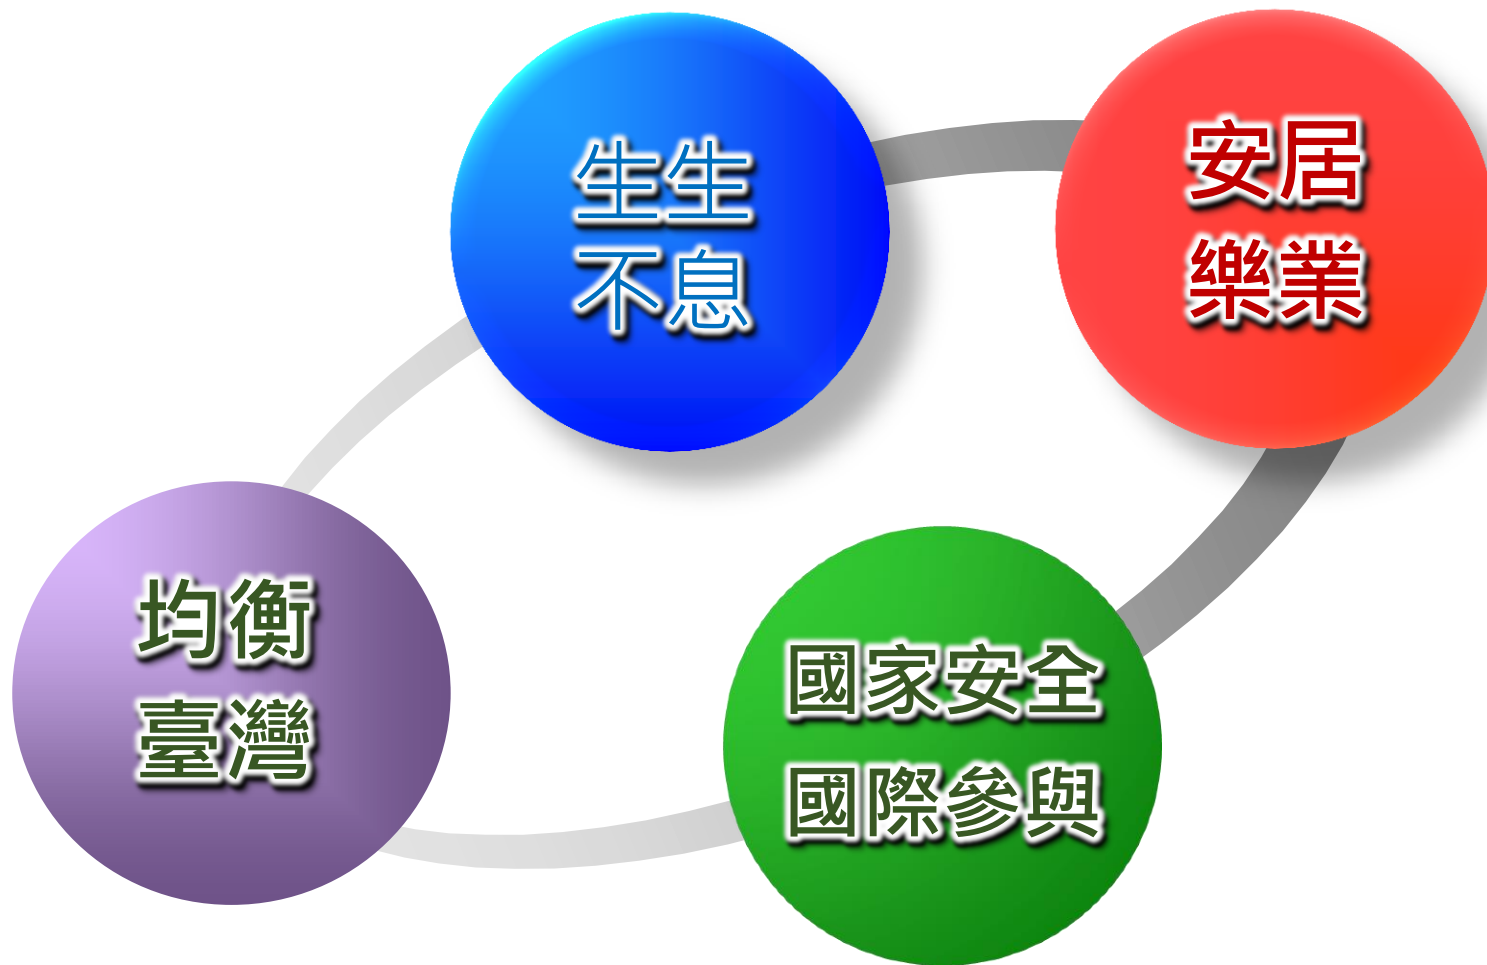 生生
不息
安居
樂業
均衡
臺灣
國家安全
國際參與